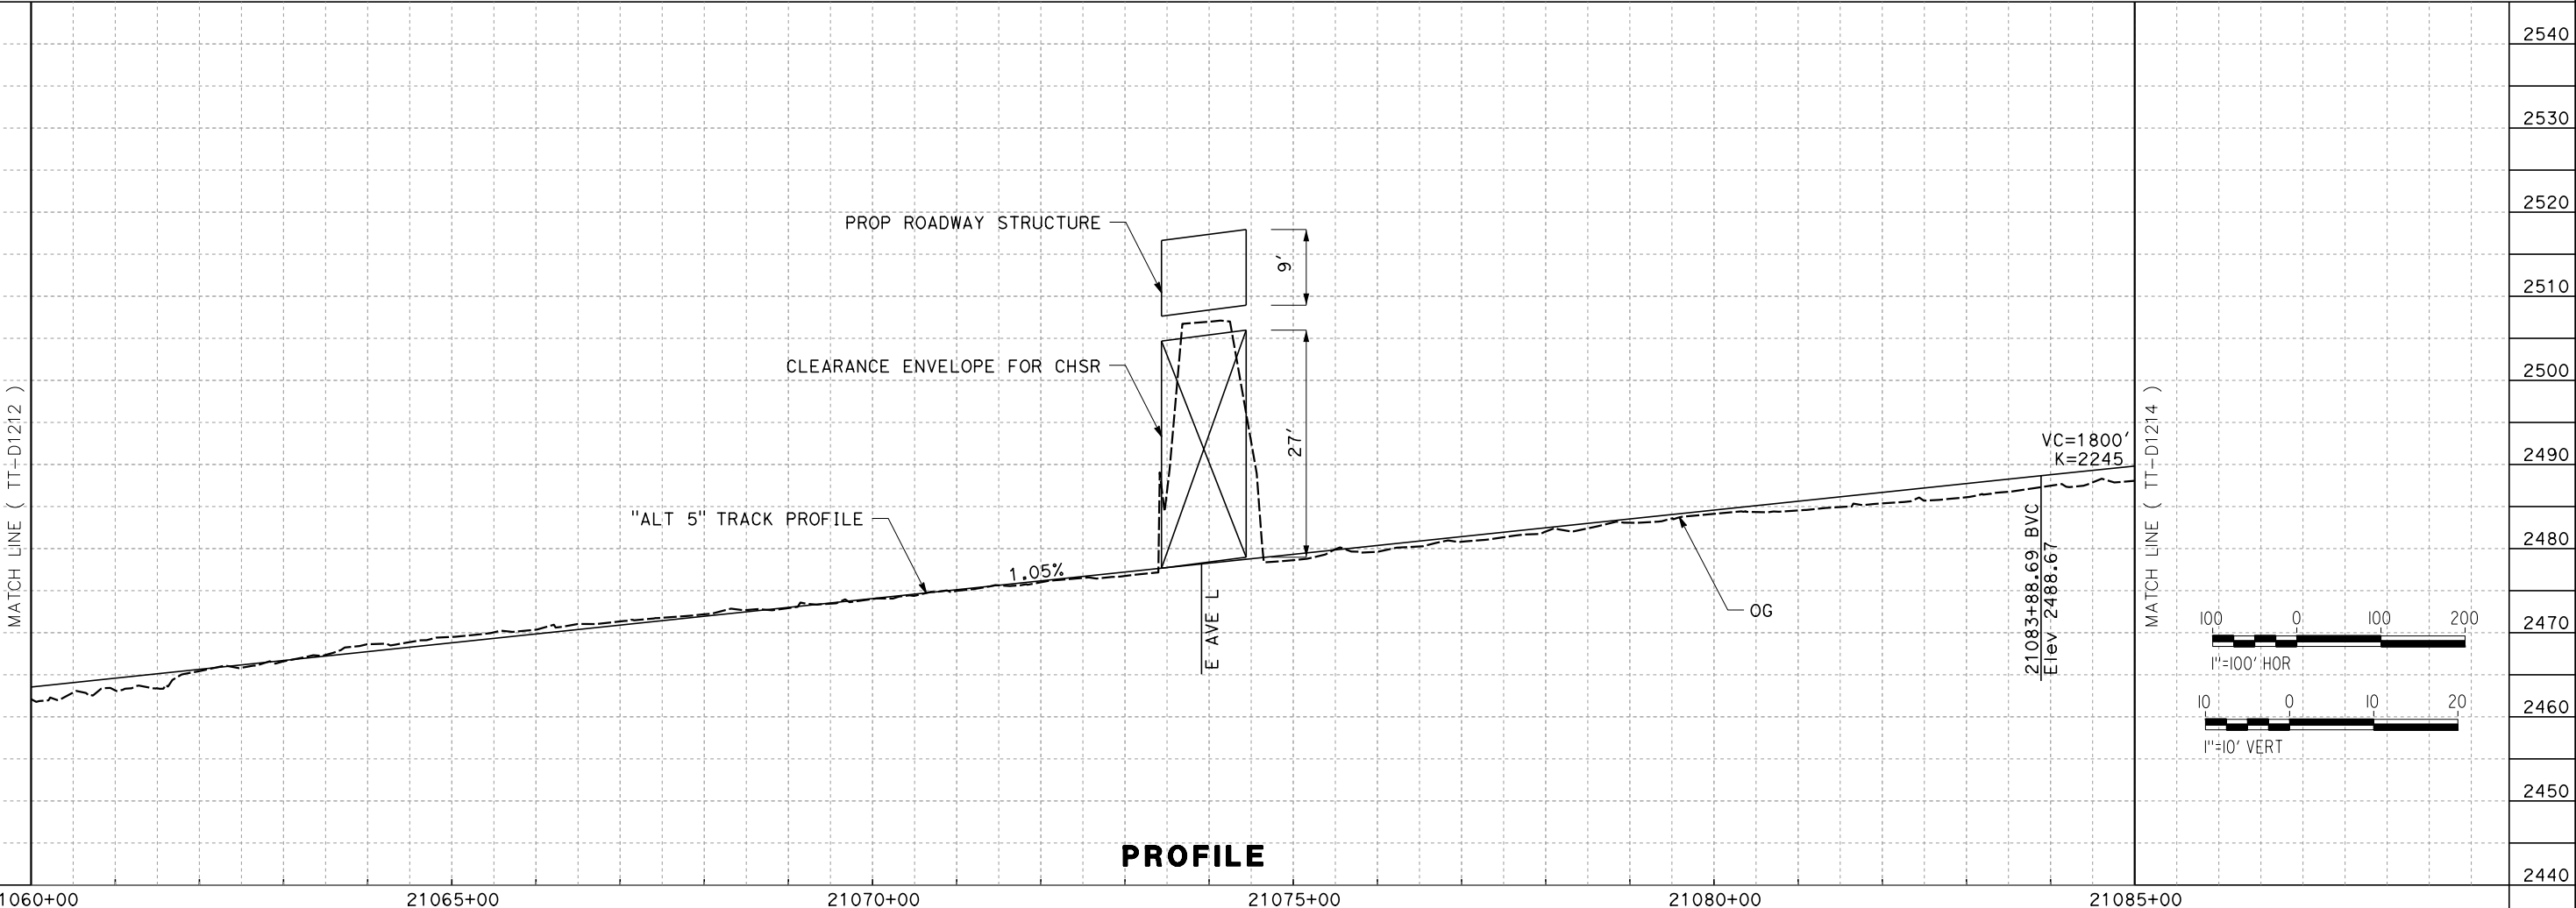 2540
2530
2520
2510
2500
2490
2480
2470
2460
2450
2440
PROP ROADWAY STRUCTURE
9'
CLEARANCE ENVELOPE FOR CHSR
27'
MATCH LINE ( TT-D1212 )
"ALT 5" TRACK PROFILE
1.05%
E AVE L
OG
VC=1800'
K=2245
21083+88.69 BVC
Elev 2488.67
MATCH LINE ( TT-D1214 )
100 0 100 200
1"=100' HOR
10 0 10 20
1"=10' VERT
PROFILE
1060+00 21065+00 21070+00 21075+00 21080+00 21085+00